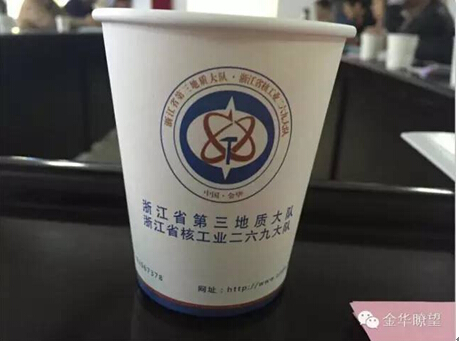 浙江省第三地质大队·浙江省核工业二六九大队
中国·金华
浙江省第三地质大队
浙江省核工业二六九大队
67378
网址:http://www
金华瞭望